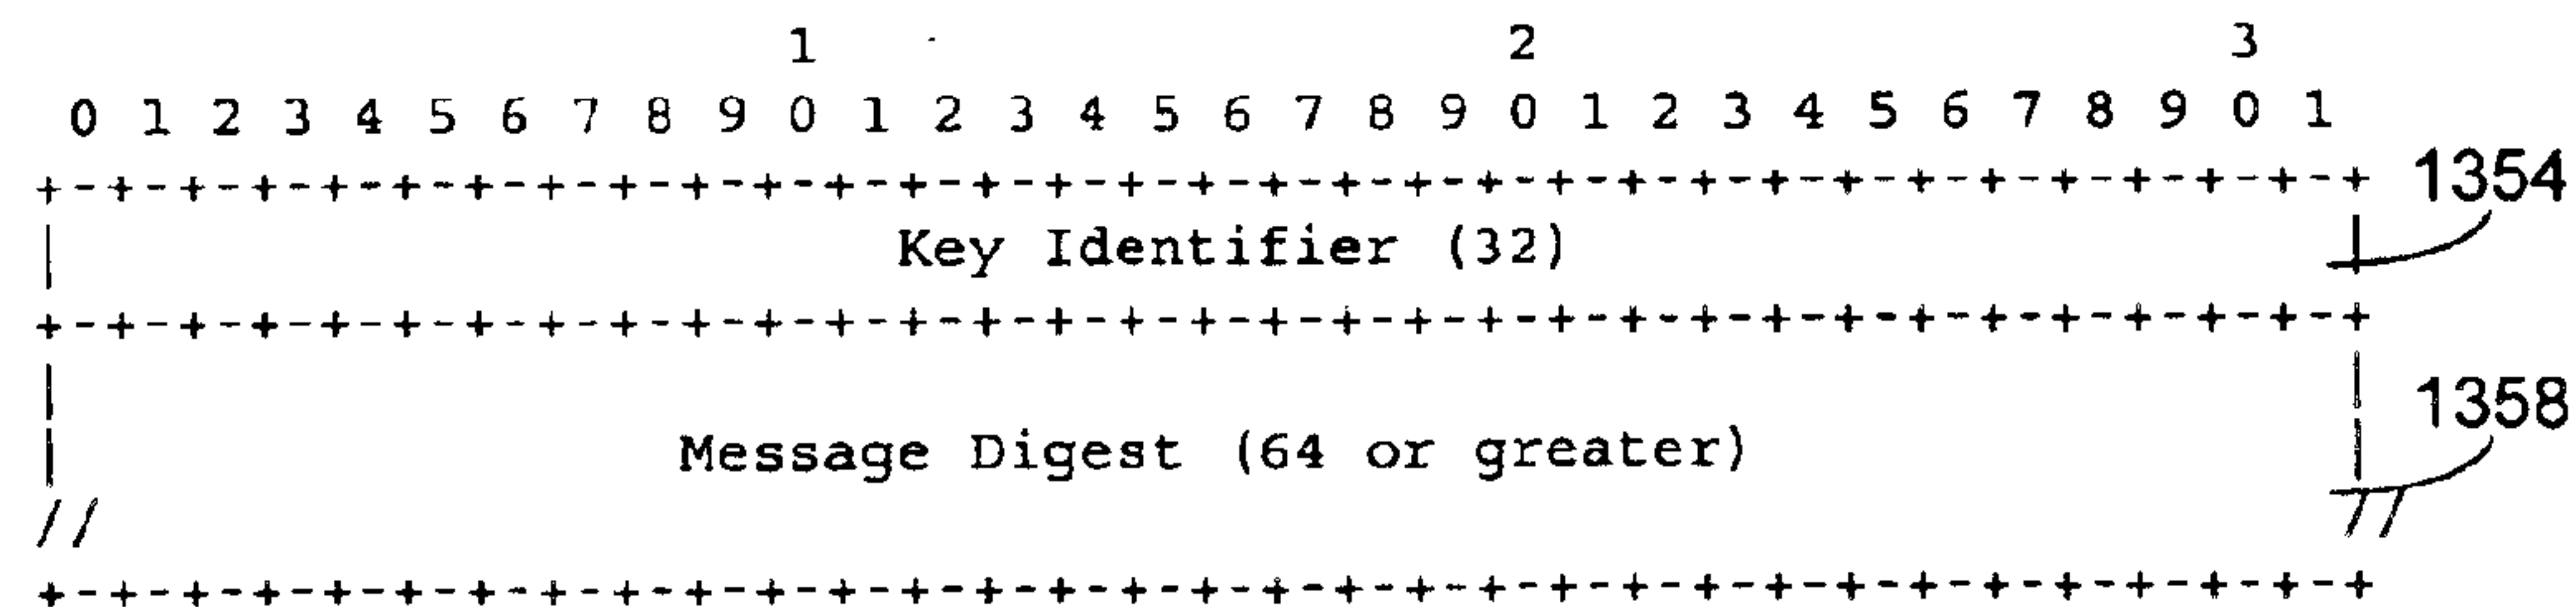 1                   2                   3
 0 1 2 3 4 5 6 7 8 9 0 1 2 3 4 5 6 7 8 9 0 1 2 3 4 5 6 7 8 9 0 1
+-+-+-+-+-+-+-+-+-+-+-+-+-+-+-+-+-+-+-+-+-+-+-+-+-+-+-+-+-+-+-+-+ 1354
| Key Identifier (32) |
+-+-+-+-+-+-+-+-+-+-+-+-+-+-+-+-+-+-+-+-+-+-+-+-+-+-+-+-+-+-+-+-+
| | 1358
| Message Digest (64 or greater) |
// //
+-+-+-+-+-+-+-+-+-+-+-+-+-+-+-+-+-+-+-+-+-+-+-+-+-+-+-+-+-+-+-+-+